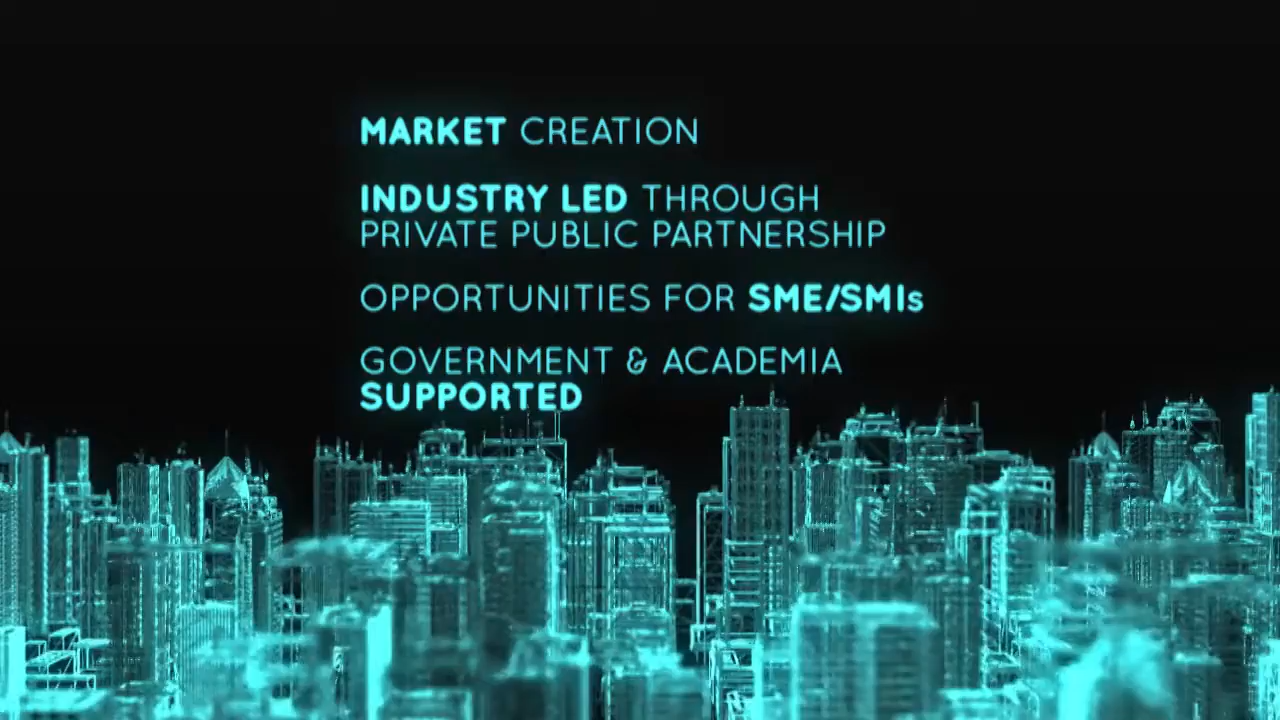 MARKET CREATION
INDUSTRY LED THROUGH
PRIVATE PUBLIC PARTNERSHIP
OPPORTUNITIES FOR SME/SMIs
GOVERNMENT & ACADEMIA
SUPPORTED